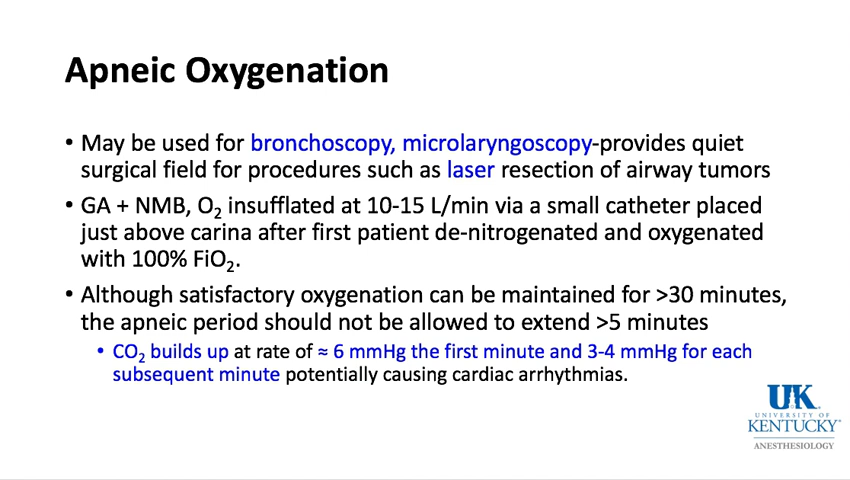 Apneic Oxygenation
• May be used for bronchoscopy, microlaryngoscopy-provides quiet
surgical field for procedures such as laser resection of airway tumors
• GA + NMB, O₂ insufflated at 10-15 L/min via a small catheter placed
just above carina after first patient de-nitrogenated and oxygenated
with 100% FiO₂.
• Although satisfactory oxygenation can be maintained for >30 minutes,
the apneic period should not be allowed to extend >5 minutes
• CO₂ builds up at rate of ≈ 6 mmHg the first minute and 3-4 mmHg for each
subsequent minute potentially causing cardiac arrhythmias.
UK
UNIVERSITY OF
KENTUCKY
ANESTHESIOLOGY